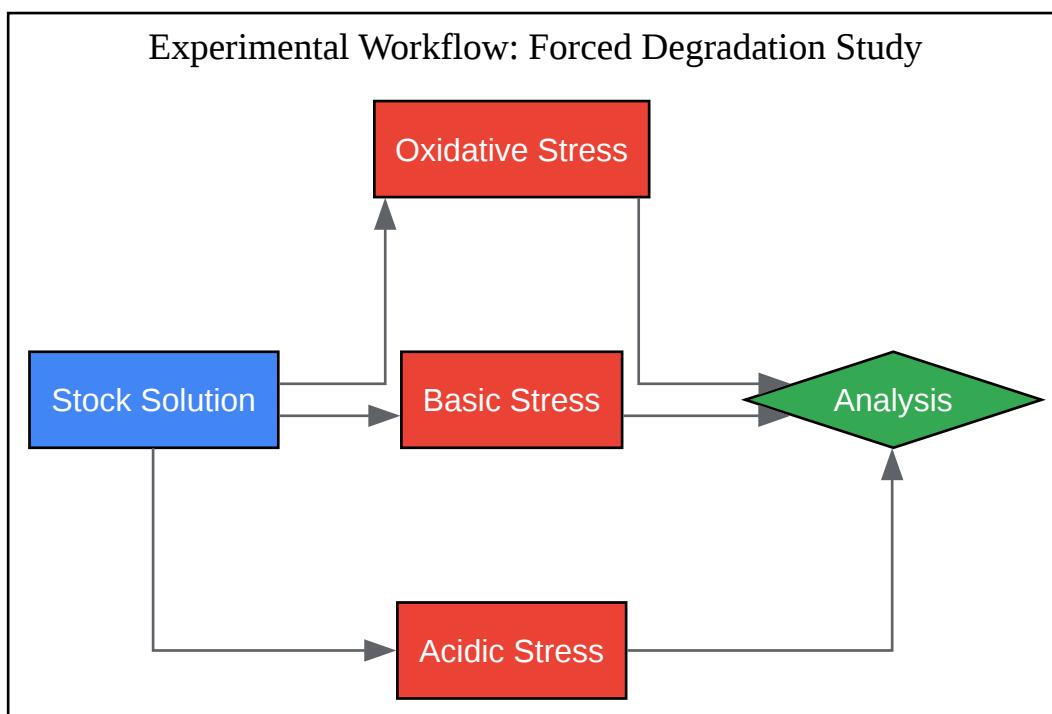 Experimental Workflow: Forced Degradation Study
Oxidative Stress
Stock Solution
Basic Stress
Analysis
Acidic Stress